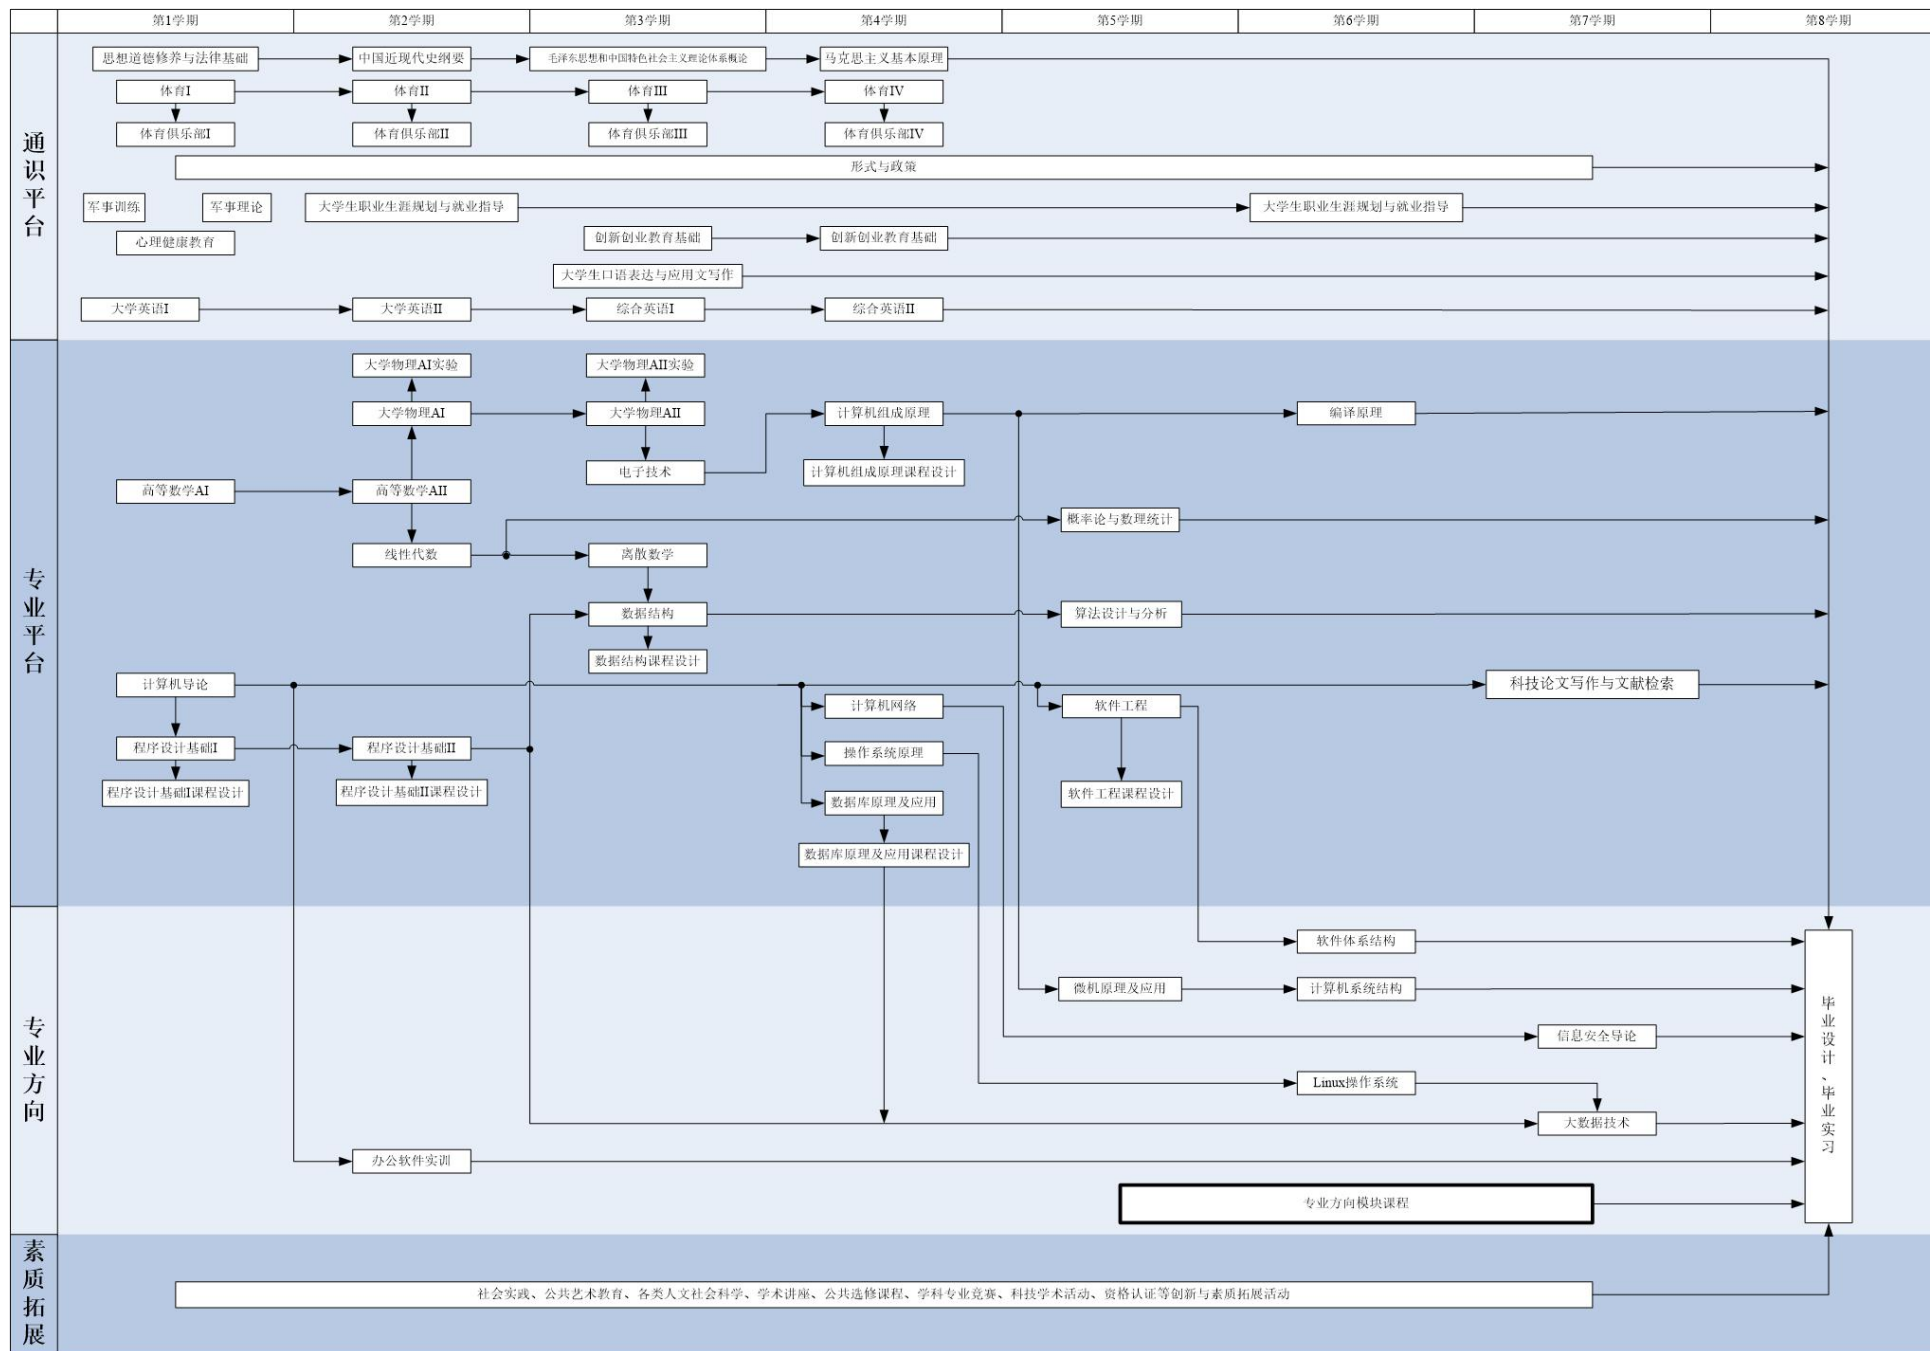 第1学期
第2学期
第3学期
第4学期
第5学期
第6学期
第7学期
第8学期
通识平台
思想道德修养与法律基础
中国近现代史纲要
毛泽东思想和中国特色社会主义理论体系概论
马克思主义基本原理
体育I
体育II
体育III
体育IV
体育俱乐部I
体育俱乐部II
体育俱乐部III
体育俱乐部IV
形式与政策
军事训练
军事理论
大学生职业生涯规划与就业指导
大学生职业生涯规划与就业指导
心理健康教育
创新创业教育基础
创新创业教育基础
大学生口语表达与应用文写作
大学英语I
大学英语II
综合英语I
综合英语II
专业平台
大学物理AI实验
大学物理AII实验
大学物理AI
大学物理AII
计算机组成原理
编译原理
电子技术
计算机组成原理课程设计
高等数学AI
高等数学AII
概率论与数理统计
线性代数
离散数学
数据结构
算法设计与分析
数据结构课程设计
计算机导论
科技论文写作与文献检索
计算机网络
软件工程
程序设计基础I
程序设计基础II
操作系统原理
程序设计基础I课程设计
程序设计基础II课程设计
数据库原理及应用
软件工程课程设计
数据库原理及应用课程设计
专业方向
软件体系结构
微机原理及应用
计算机系统结构
信息安全导论
Linux操作系统
大数据技术
办公软件实训
专业方向模块课程
毕业设计、毕业实习
素质拓展
社会实践、公共艺术教育、各类人文社会科学、学术讲座、公共选修课程、学科专业竞赛、科技学术活动、资格认证等创新与素质拓展活动